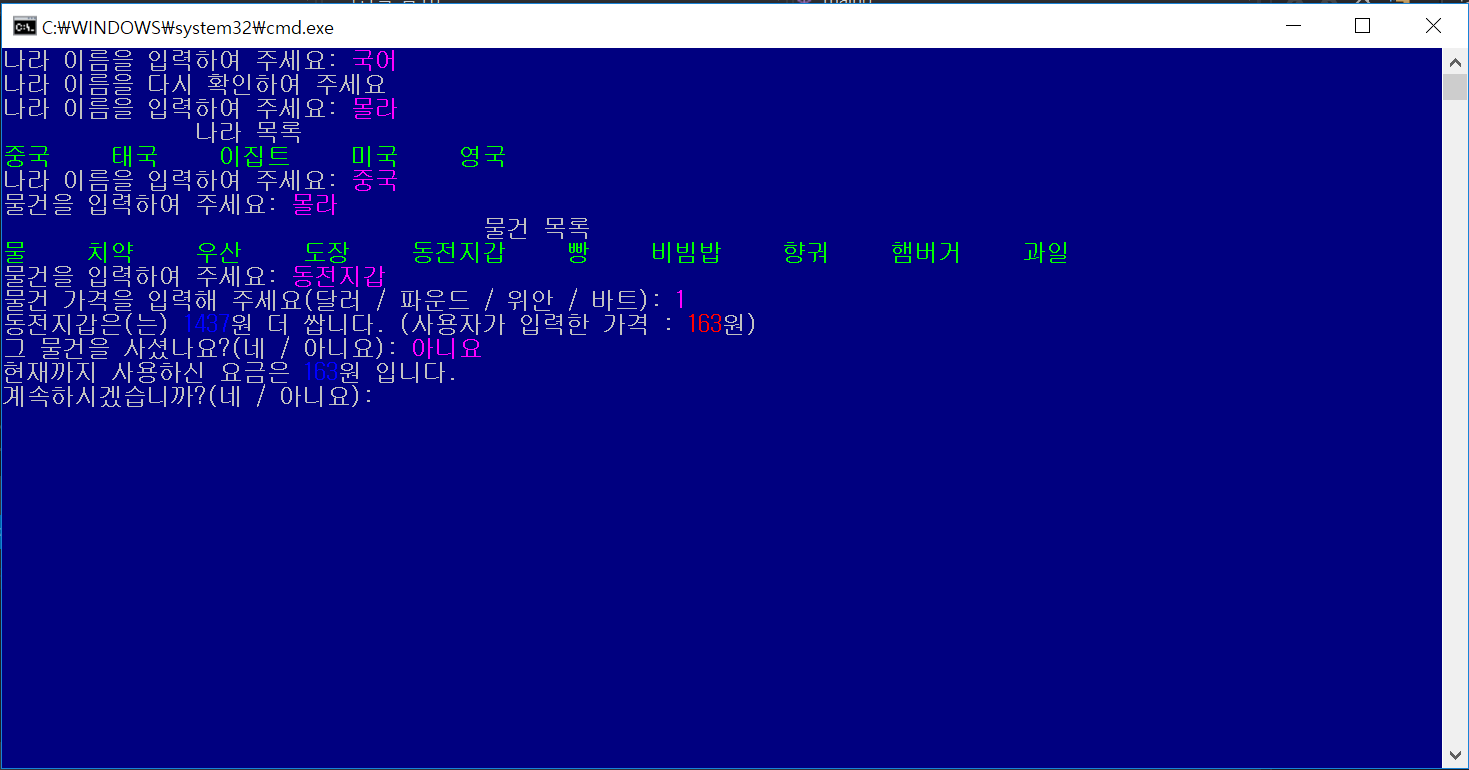 C:₩WINDOWS₩system32₩cmd.exe
나라 이름을 입력하여 주세요: 국어
나라 이름을 다시 확인하여 주세요
나라 이름을 입력하여 주세요: 몰라
나라 목록
중국 태국 이집트 미국 영국
나라 이름을 입력하여 주세요: 중국
물건을 입력하여 주세요: 몰라
물건 목록
물 치약 우산 도장 동전지갑 빵 비빔밥 향궈 햄버거 과일
물건을 입력하여 주세요: 동전지갑
물건 가격을 입력해 주세요(달러 / 파운드 / 위안 / 바트): 1
동전지갑은(는) 1437원 더 쌉니다. (사용자가 입력한 가격 : 163원)
그 물건을 사셨나요?(네 / 아니요): 아니요
현재까지 사용하신 요금은 163원 입니다.
계속하시겠습니까?(네 / 아니요):